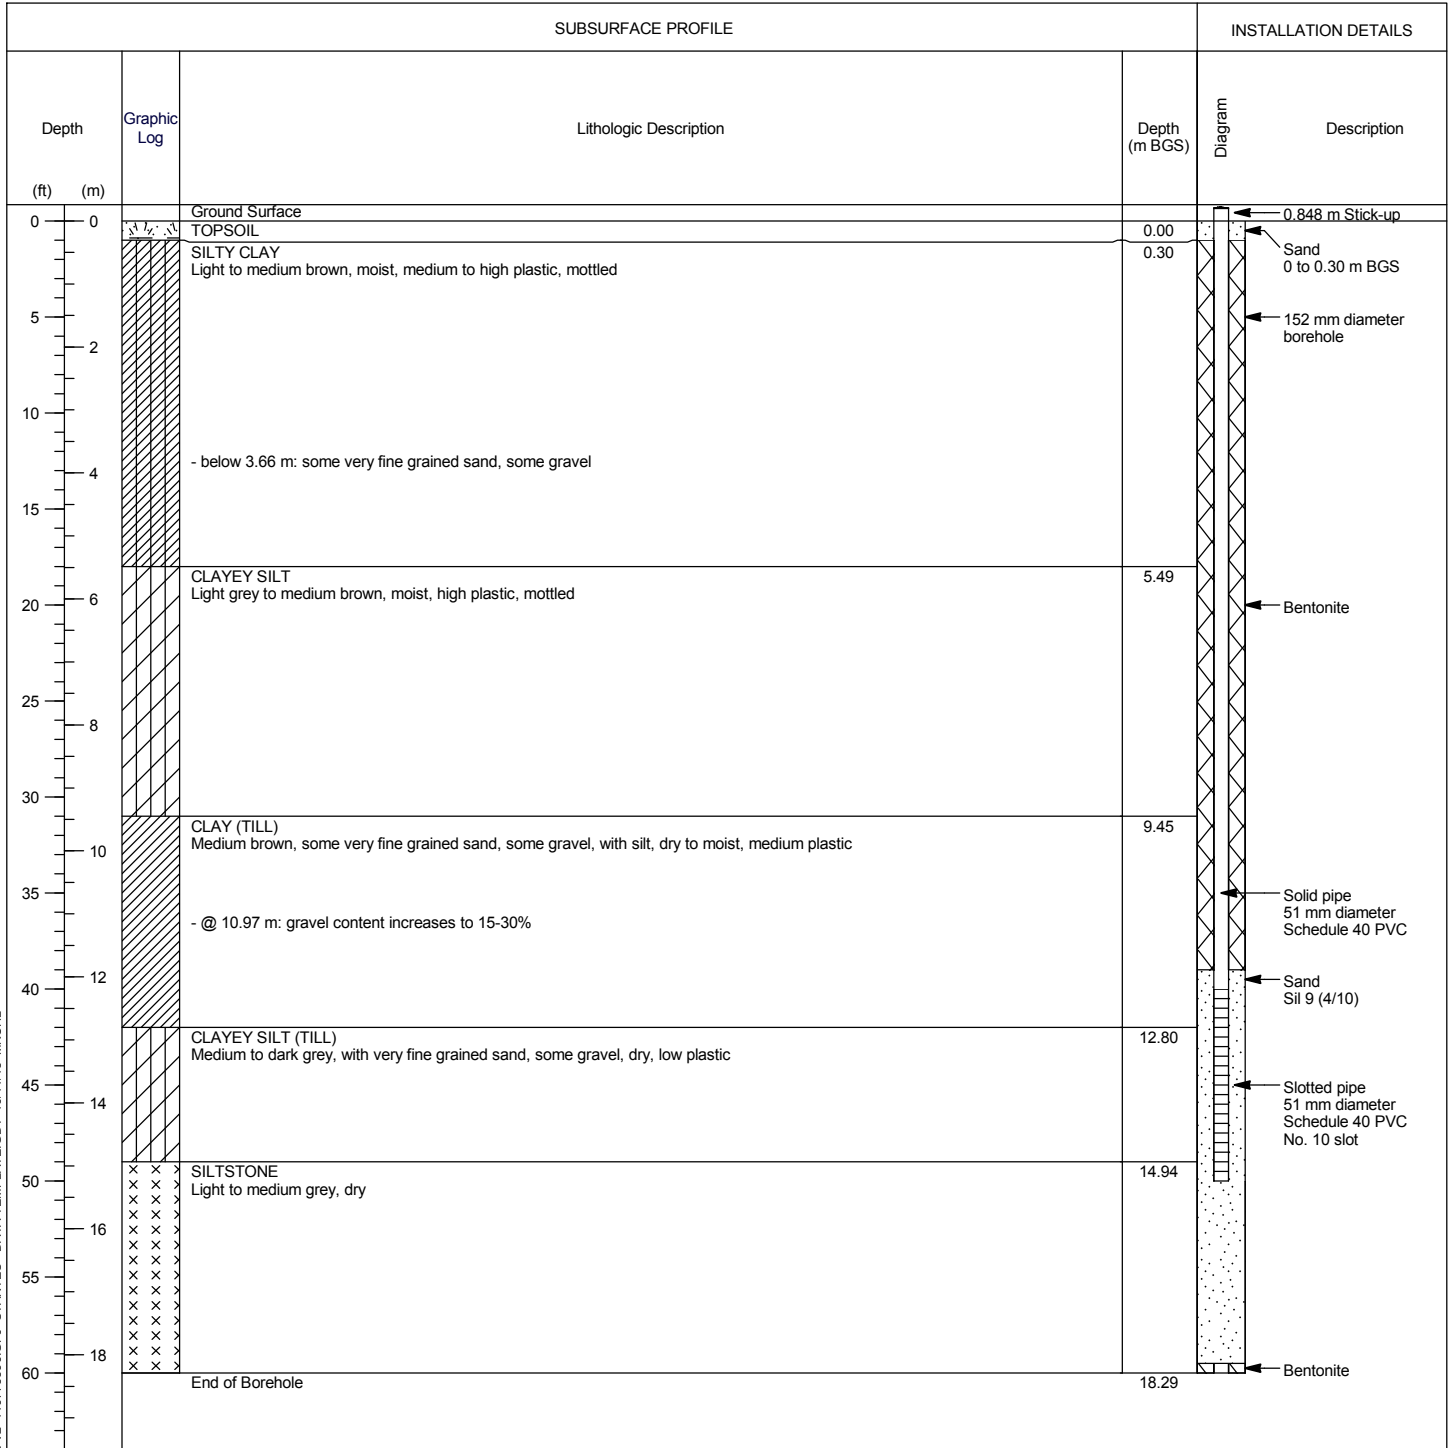 SUBSURFACE PROFILE
INSTALLATION DETAILS
Depth
Graphic
Log
Lithologic Description
Depth
(m BGS)
Diagram
Description
(ft)
(m)
Ground Surface
0.848 m Stick-up
0
0
TOPSOIL
0.00
SILTY CLAY
0.30
Light to medium brown, moist, medium to high plastic, mottled
Sand
0 to 0.30 m BGS
5
152 mm diameter
borehole
2
10
- below 3.66 m: some very fine grained sand, some gravel
4
15
CLAYEY SILT
5.49
Light grey to medium brown, moist, high plastic, mottled
6
20
Bentonite
25
8
30
CLAY (TILL)
9.45
Medium brown, some very fine grained sand, some gravel, with silt, dry to moist, medium plastic
10
35
Solid pipe
51 mm diameter
Schedule 40 PVC
- @ 10.97 m: gravel content increases to 15-30%
12
40
Sand
Sil 9 (4/10)
CLAYEY SILT (TILL)
12.80
Medium to dark grey, with very fine grained sand, some gravel, dry, low plastic
45
14
Slotted pipe
51 mm diameter
Schedule 40 PVC
No. 10 slot
SILTSTONE
14.94
Light to medium grey, dry
50
16
55
18
60
Bentonite
End of Borehole
18.29